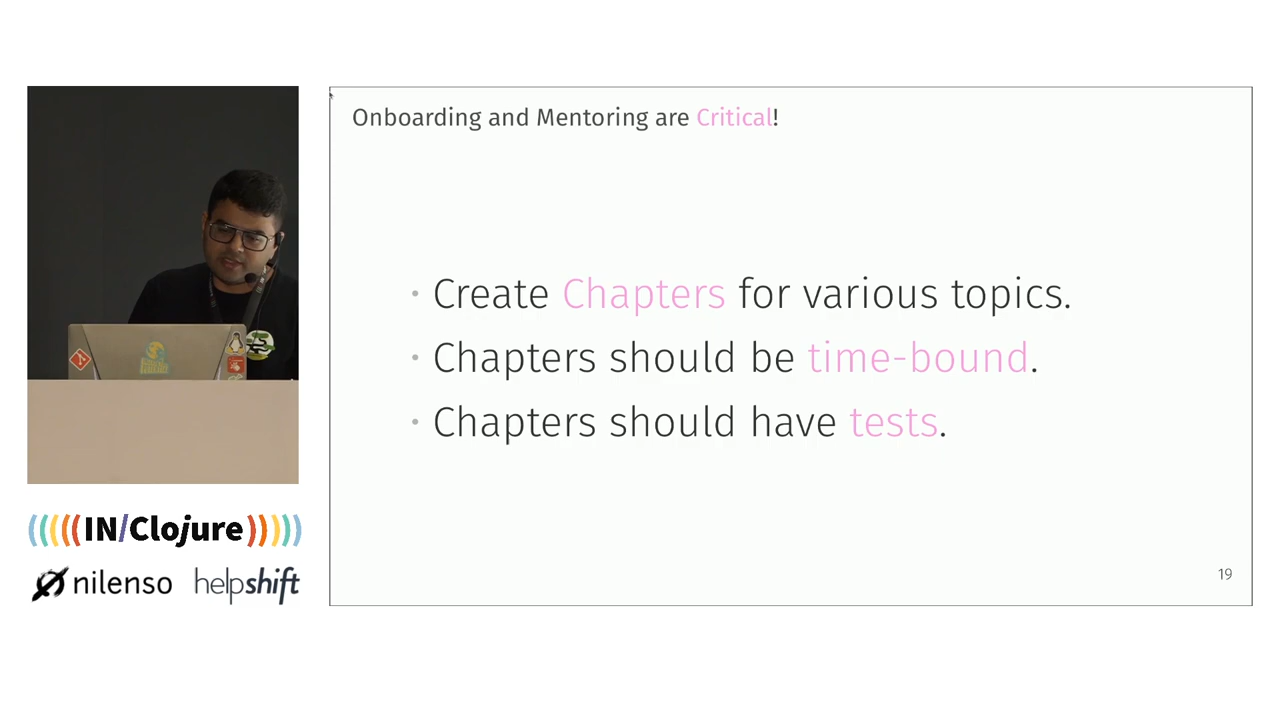 Onboarding and Mentoring are Critical!
· Create Chapters for various topics.
· Chapters should be time-bound.
· Chapters should have tests.
19
(((((IN/Clojure)))))
nilenso helpshift